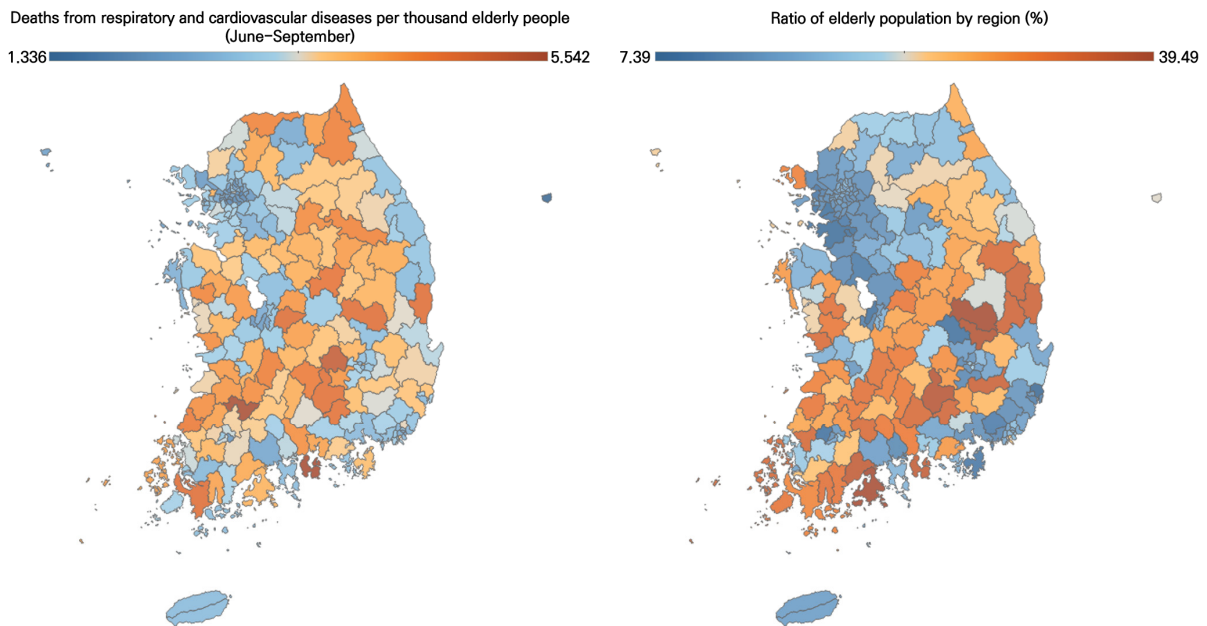 Deaths from respiratory and cardiovascular diseases per thousand elderly people
(June–September)
1.336
5.542
Ratio of elderly population by region (%)
7.39
39.49